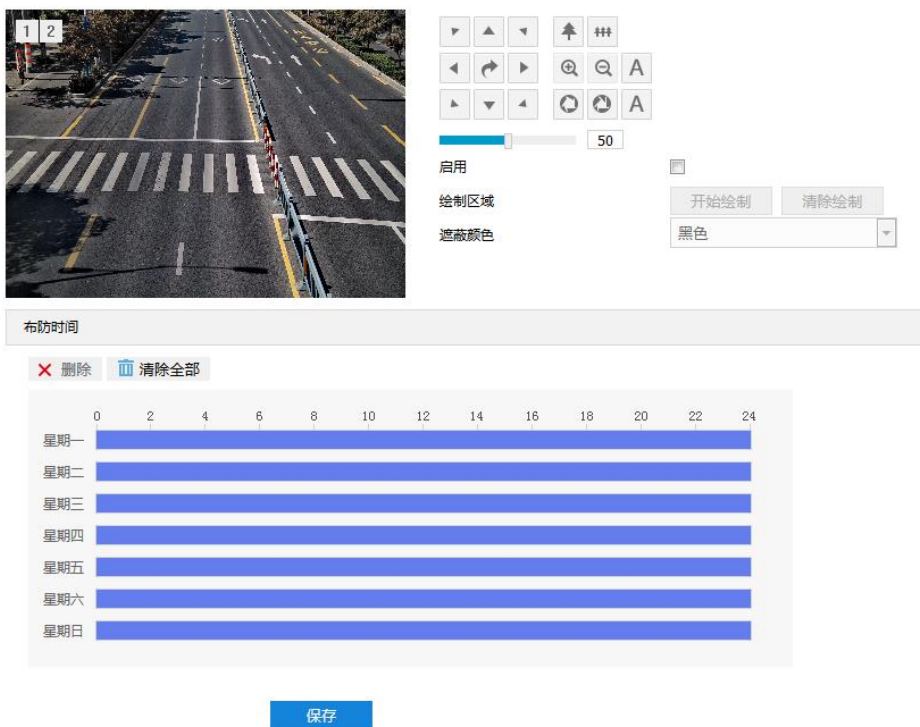 1 2
A
A
50
启用
绘制区域 开始绘制 清除绘制
遮蔽颜色 黑色
布防时间
删除 清除全部
0 2 4 6 8 10 12 14 16 18 20 22 24
星期一
星期二
星期三
星期四
星期五
星期六
星期日
保存